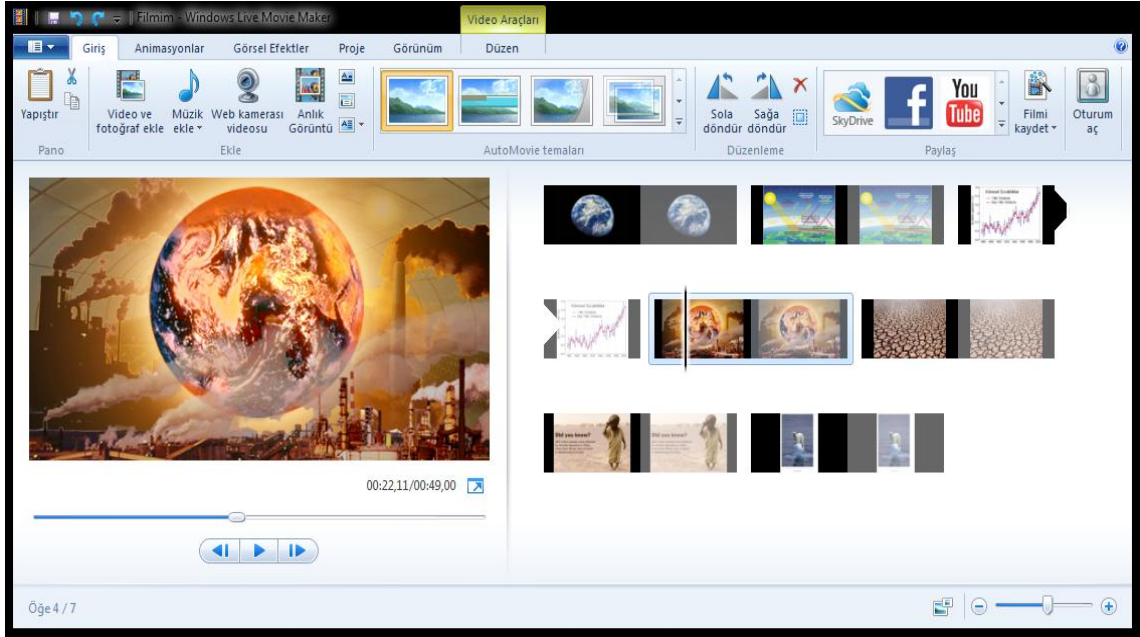 Filmim - Windows Live Movie Maker
Video Araçları
Giriş Animasyonlar Görsel Efektler Proje Görünüm Düzen
Yapıştır
Video ve fotoğraf ekle
Müzik ekle
Web kamerası videosu
Anlık Görüntü
Sola döndür
Sağa döndür
SkyDrive
f
You Tube
Filmi kaydet
Oturum aç
Pano
Ekle
AutoMovie temaları
Düzenleme
Paylaş
Küresel Sıcaklıklar
Did you know?
Did you know?
00:22,11/00:49,00
Öğe 4 / 7